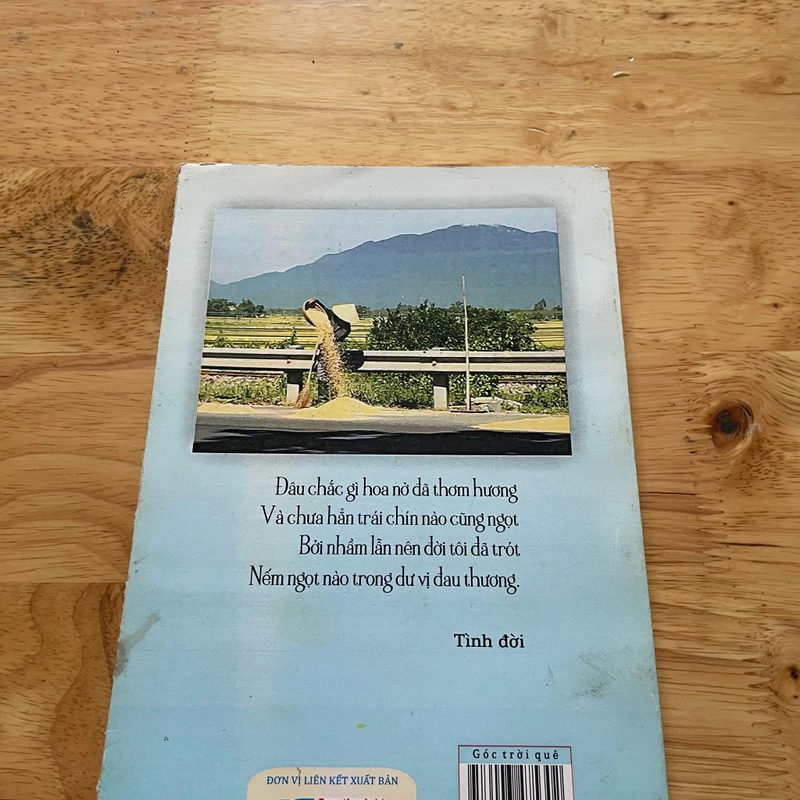 Đâu chắc gì hoa nở đã thơm hương
Và chưa hẳn trái chín nào cũng ngọt
Bởi nhầm lẫn nên đời tôi đã trót
Nếm ngọt nào trong dư vị đau thương.
Tình đời
Góc trời quê
ĐƠN VỊ LIÊN KẾT XUẤT BẢN